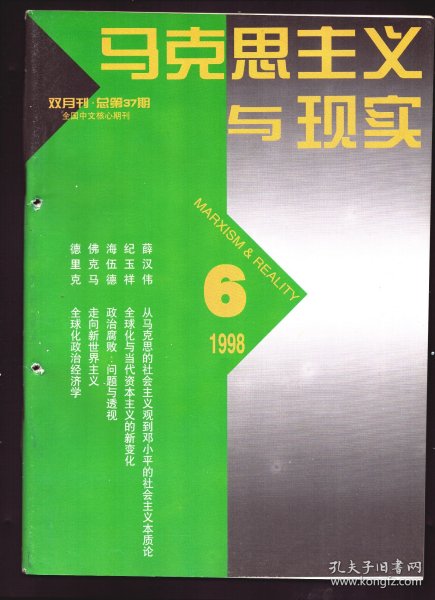 马克思主义
与现实
双月刊·总第37期
全国中文核心期刊
MARXISM & REALITY
6
1998
薛汉伟 从马克思的社会主义观到邓小平的社会主义本质论
纪玉祥 全球化与当代资本主义的新变化
海伍德 政治腐败：问题与透视
佛克马 走向新世界主义
德里克 全球化政治经济学
孔夫子旧书网
www.kongfz.com